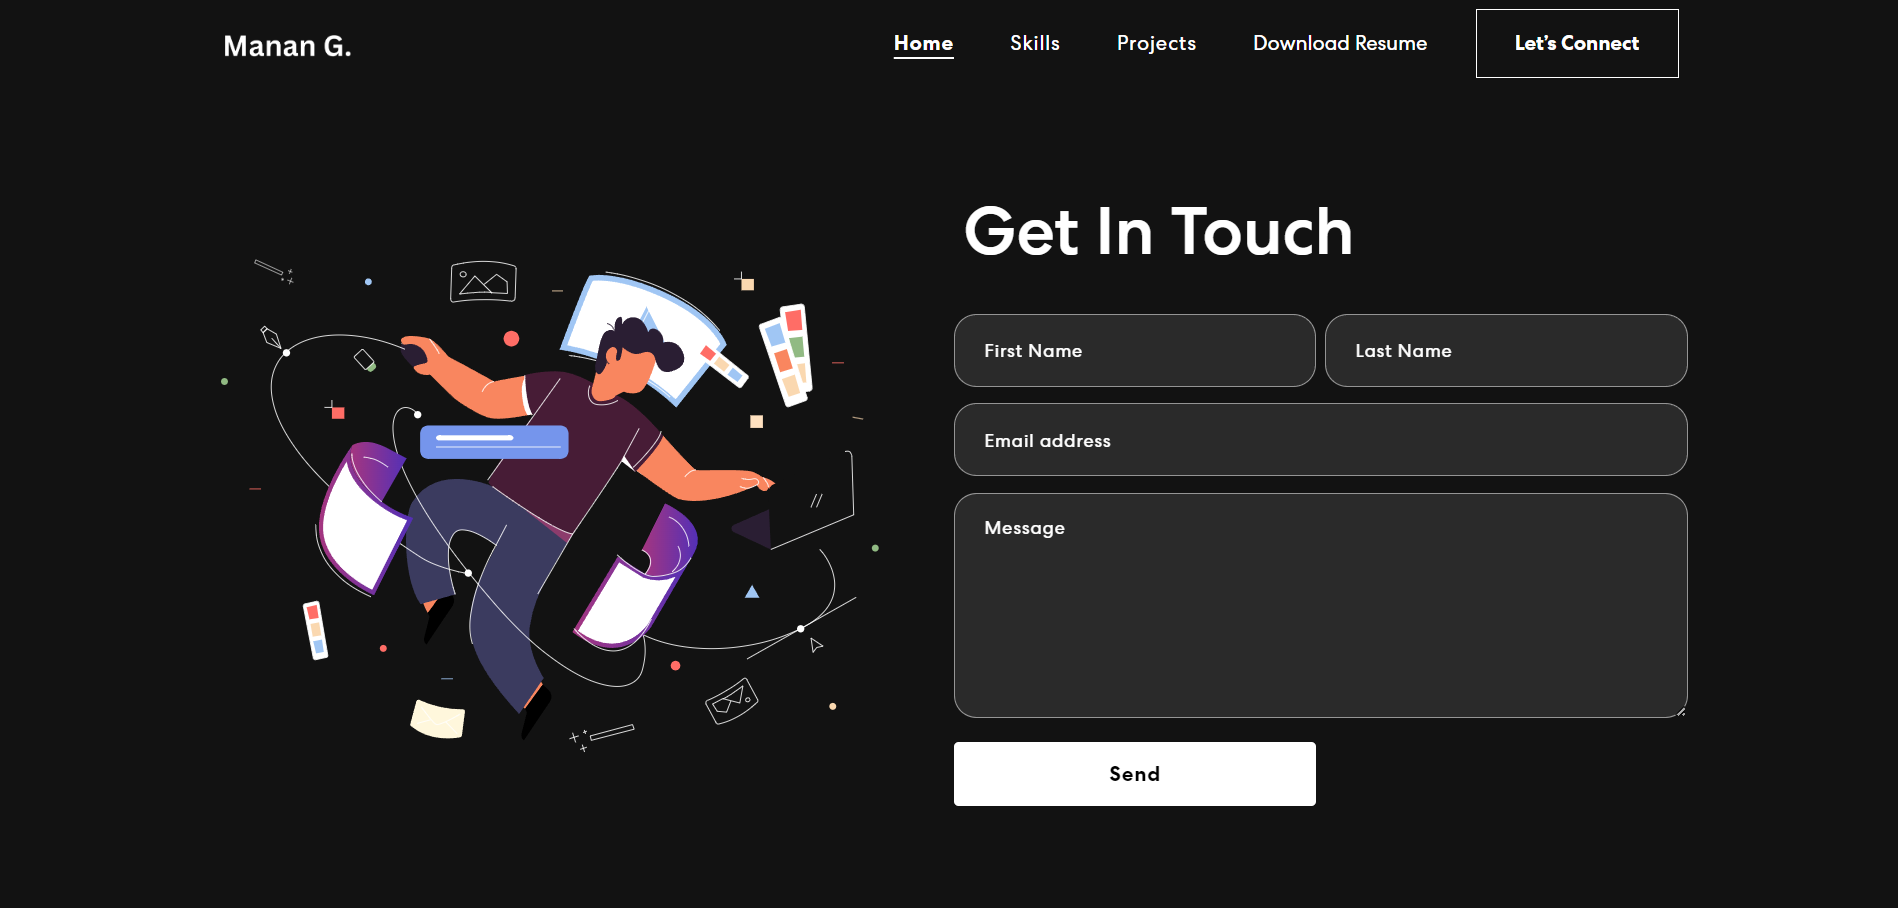 Manan G.
Home Skills Projects Download Resume Let's Connect
Get In Touch
First Name Last Name
Email address
Message
Send